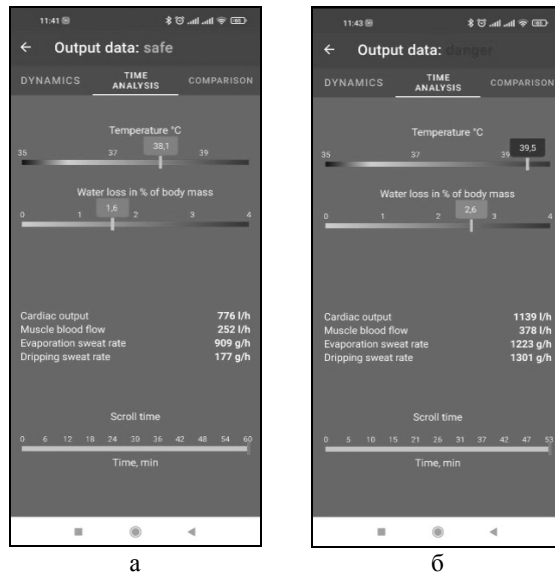 11:41
Output data: safe
DYNAMICS TIME ANALYSIS COMPARISON
Temperature °C
38,1
35 37 39
Water loss in % of body mass
1,6
0 1 2 3 4
Cardiac output 776 l/h
Muscle blood flow 252 l/h
Evaporation sweat rate 909 g/h
Dripping sweat rate 177 g/h
Scroll time
0 6 12 18 24 30 36 42 48 54 60
Time, min
а
11:43
Output data: danger
DYNAMICS TIME ANALYSIS COMPARISON
Temperature °C
39,5
35 37 39
Water loss in % of body mass
2,6
0 1 2 3 4
Cardiac output 1139 l/h
Muscle blood flow 378 l/h
Evaporation sweat rate 1223 g/h
Dripping sweat rate 1301 g/h
Scroll time
0 5 10 15 21 26 31 37 42 47 53
Time, min
б